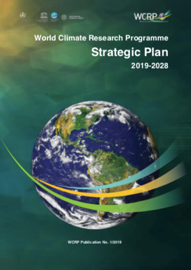 WCRP
World Climate Research Programme
Strategic Plan
2019-2028
WCRP Publication No. 1/2019